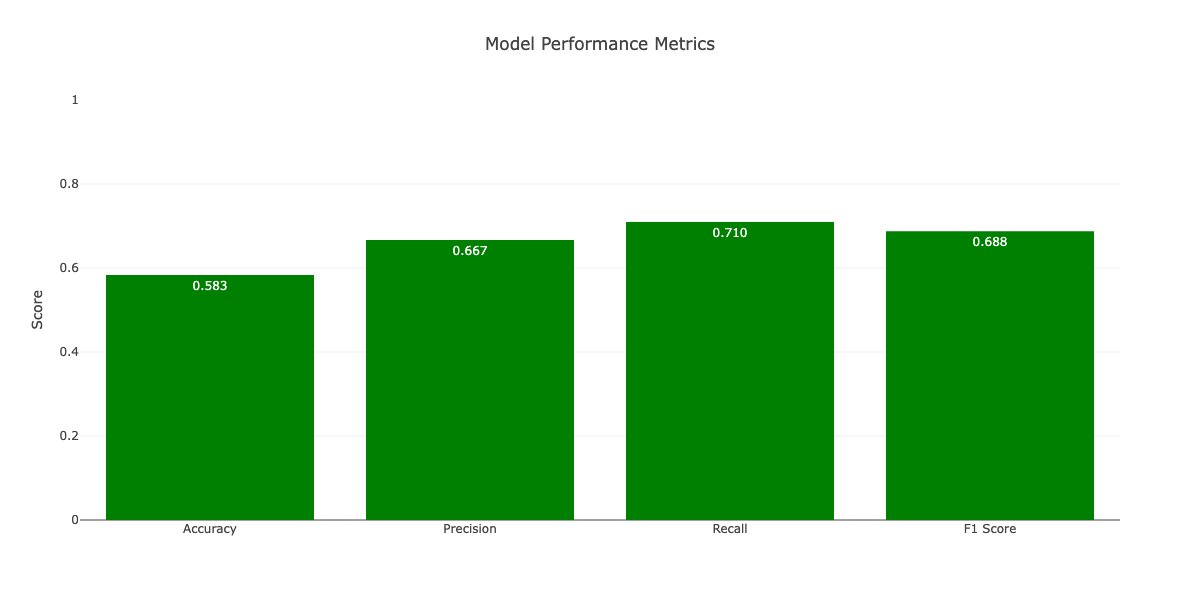 Model Performance Metrics
1
0.8
0.6
0.4
0.2
0
Score
0.583
0.667
0.710
0.688
Accuracy
Precision
Recall
F1 Score